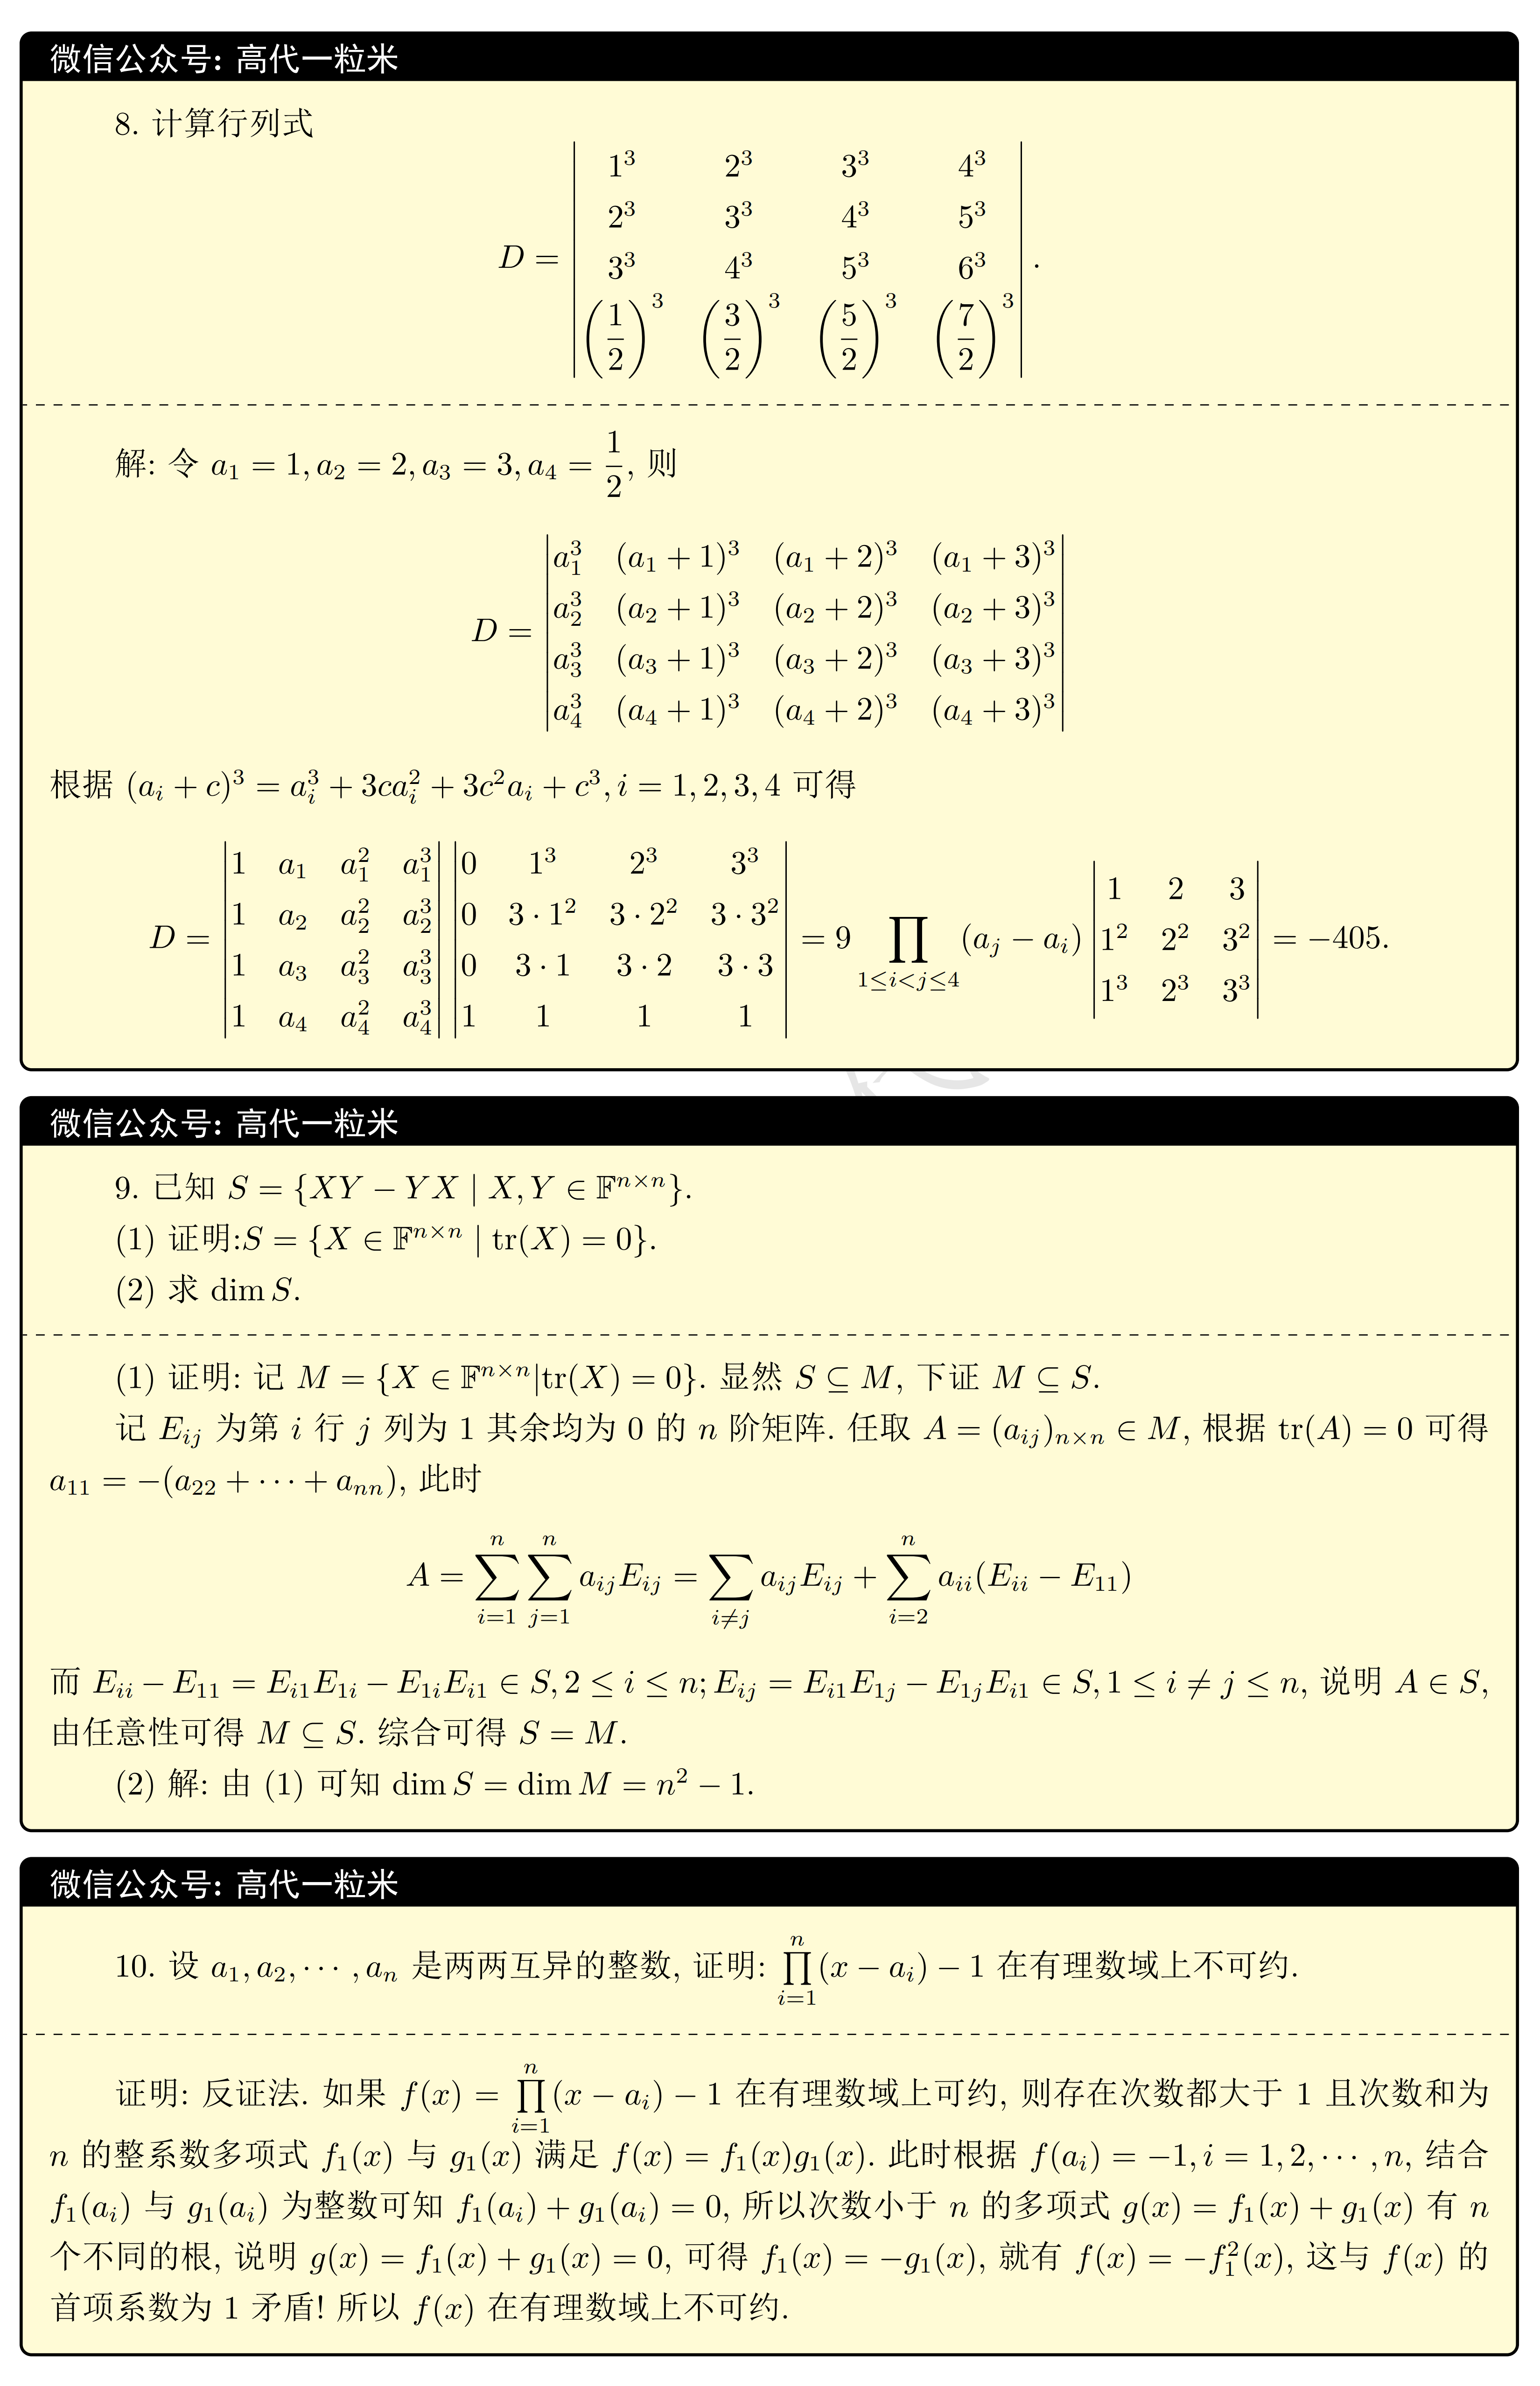 微信公众号: 高代一粒米
8. 计算行列式
$D = \begin{vmatrix} 1^3 & 2^3 & 3^3 & 4^3 \\ 2^3 & 3^3 & 4^3 & 5^3 \\ 3^3 & 4^3 & 5^3 & 6^3 \\ \left(\dfrac{1}{2}\right)^3 & \left(\dfrac{3}{2}\right)^3 & \left(\dfrac{5}{2}\right)^3 & \left(\dfrac{7}{2}\right)^3 \end{vmatrix}.$
解: 令 $a_1 = 1, a_2 = 2, a_3 = 3, a_4 = \dfrac{1}{2}$, 则
$D = \begin{vmatrix} a_1^3 & (a_1+1)^3 & (a_1+2)^3 & (a_1+3)^3 \\ a_2^3 & (a_2+1)^3 & (a_2+2)^3 & (a_2+3)^3 \\ a_3^3 & (a_3+1)^3 & (a_3+2)^3 & (a_3+3)^3 \\ a_4^3 & (a_4+1)^3 & (a_4+2)^3 & (a_4+3)^3 \end{vmatrix}$
根据 $(a_i + c)^3 = a_i^3 + 3ca_i^2 + 3c^2a_i + c^3, i = 1, 2, 3, 4$ 可得
$D = \begin{vmatrix} 1 & a_1 & a_1^2 & a_1^3 \\ 1 & a_2 & a_2^2 & a_2^3 \\ 1 & a_3 & a_3^2 & a_3^3 \\ 1 & a_4 & a_4^2 & a_4^3 \end{vmatrix} \begin{vmatrix} 0 & 1^3 & 2^3 & 3^3 \\ 0 & 3 \cdot 1^2 & 3 \cdot 2^2 & 3 \cdot 3^2 \\ 0 & 3 \cdot 1 & 3 \cdot 2 & 3 \cdot 3 \\ 1 & 1 & 1 & 1 \end{vmatrix} = 9 \prod_{1 \leq i < j \leq 4} (a_j - a_i) \begin{vmatrix} 1 & 2 & 3 \\ 1^2 & 2^2 & 3^2 \\ 1^3 & 2^3 & 3^3 \end{vmatrix} = -405.$
微信公众号: 高代一粒米
9. 已知 $S = \{XY - YX \mid X, Y \in \mathbb{F}^{n \times n}\}$.
(1) 证明:$S = \{X \in \mathbb{F}^{n \times n} \mid \mathrm{tr}(X) = 0\}$.
(2) 求 $\dim S$.
(1) 证明: 记 $M = \{X \in \mathbb{F}^{n \times n} | \mathrm{tr}(X) = 0\}$. 显然 $S \subseteq M$, 下证 $M \subseteq S$.
记 $E_{ij}$ 为第 $i$ 行 $j$ 列为 1 其余均为 0 的 $n$ 阶矩阵. 任取 $A = (a_{ij})_{n \times n} \in M$, 根据 $\mathrm{tr}(A) = 0$ 可得
$a_{11} = -(a_{22} + \cdots + a_{nn})$, 此时
$A = \sum_{i=1}^{n} \sum_{j=1}^{n} a_{ij}E_{ij} = \sum_{i \neq j} a_{ij}E_{ij} + \sum_{i=2}^{n} a_{ii}(E_{ii} - E_{11})$
而 $E_{ii} - E_{11} = E_{i1}E_{1i} - E_{1i}E_{i1} \in S, 2 \leq i \leq n; E_{ij} = E_{i1}E_{1j} - E_{1j}E_{i1} \in S, 1 \leq i \neq j \leq n$, 说明 $A \in S$,
由任意性可得 $M \subseteq S$. 综合可得 $S = M$.
(2) 解: 由 (1) 可知 $\dim S = \dim M = n^2 - 1$.
微信公众号: 高代一粒米
10. 设 $a_1, a_2, \cdots, a_n$ 是两两互异的整数, 证明: $\prod\limits_{i=1}^{n}(x - a_i) - 1$ 在有理数域上不可约.
证明: 反证法. 如果 $f(x) = \prod\limits_{i=1}^{n}(x - a_i) - 1$ 在有理数域上可约, 则存在次数都大于 1 且次数和为
$n$ 的整系数多项式 $f_1(x)$ 与 $g_1(x)$ 满足 $f(x) = f_1(x)g_1(x)$. 此时根据 $f(a_i) = -1, i = 1, 2, \cdots, n$, 结合
$f_1(a_i)$ 与 $g_1(a_i)$ 为整数可知 $f_1(a_i) + g_1(a_i) = 0$, 所以次数小于 $n$ 的多项式 $g(x) = f_1(x) + g_1(x)$ 有 $n$
个不同的根, 说明 $g(x) = f_1(x) + g_1(x) = 0$, 可得 $f_1(x) = -g_1(x)$, 就有 $f(x) = -f_1^2(x)$, 这与 $f(x)$ 的
首项系数为 1 矛盾! 所以 $f(x)$ 在有理数域上不可约.